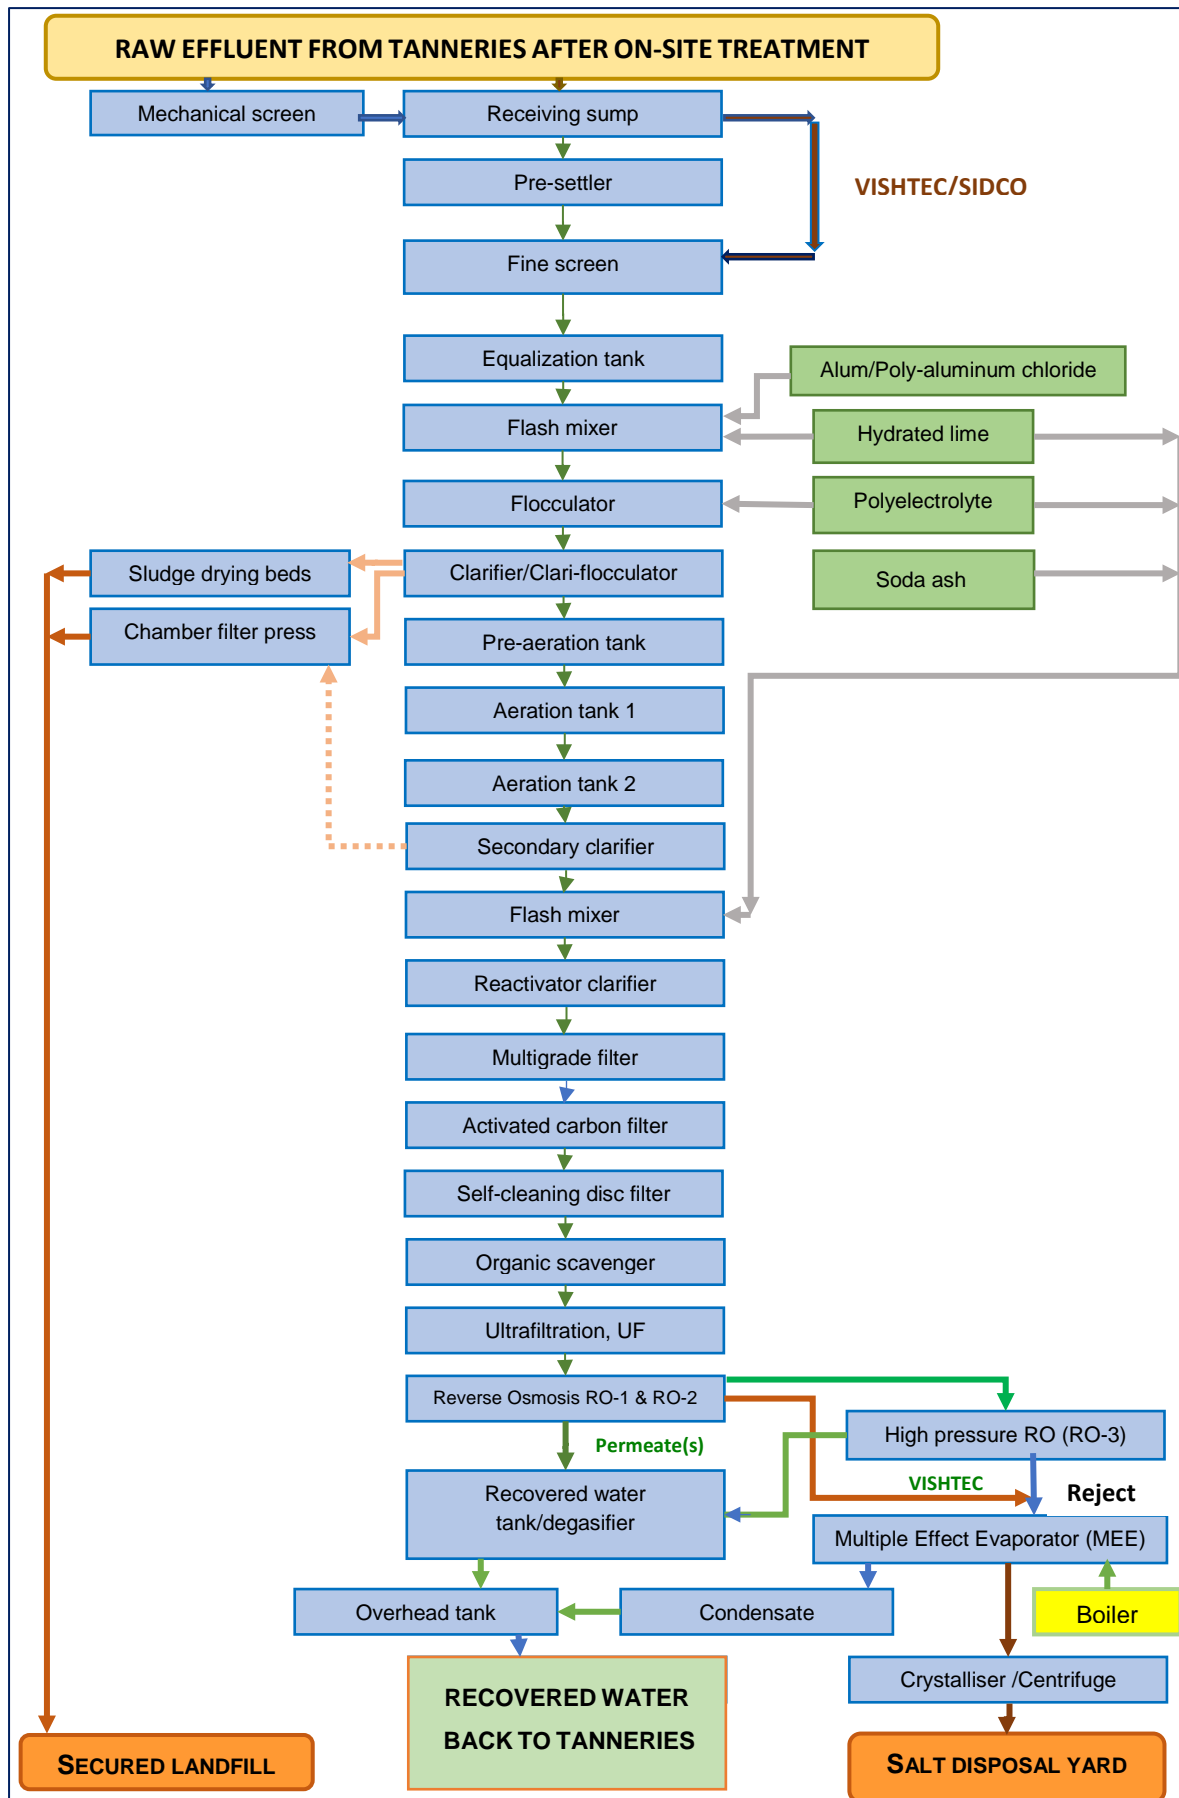 RAW EFFLUENT FROM TANNERIES AFTER ON-SITE TREATMENT
Mechanical screen
Receiving sump
Pre-settler
VISHTEC/SIDCO
Fine screen
Equalization tank
Alum/Poly-aluminum chloride
Flash mixer
Hydrated lime
Flocculator
Polyelectrolyte
Sludge drying beds
Clarifier/Clari-flocculator
Soda ash
Chamber filter press
Pre-aeration tank
Aeration tank 1
Aeration tank 2
Secondary clarifier
Flash mixer
Reactivator clarifier
Multigrade filter
Activated carbon filter
Self-cleaning disc filter
Organic scavenger
Ultrafiltration, UF
Reverse Osmosis RO-1 & RO-2
High pressure RO (RO-3)
Permeate(s)
VISHTEC
Reject
Recovered water
tank/degasifier
Multiple Effect Evaporator (MEE)
Overhead tank
Condensate
Boiler
Crystalliser /Centrifuge
RECOVERED WATER
BACK TO TANNERIES
SECURED LANDFILL
SALT DISPOSAL YARD